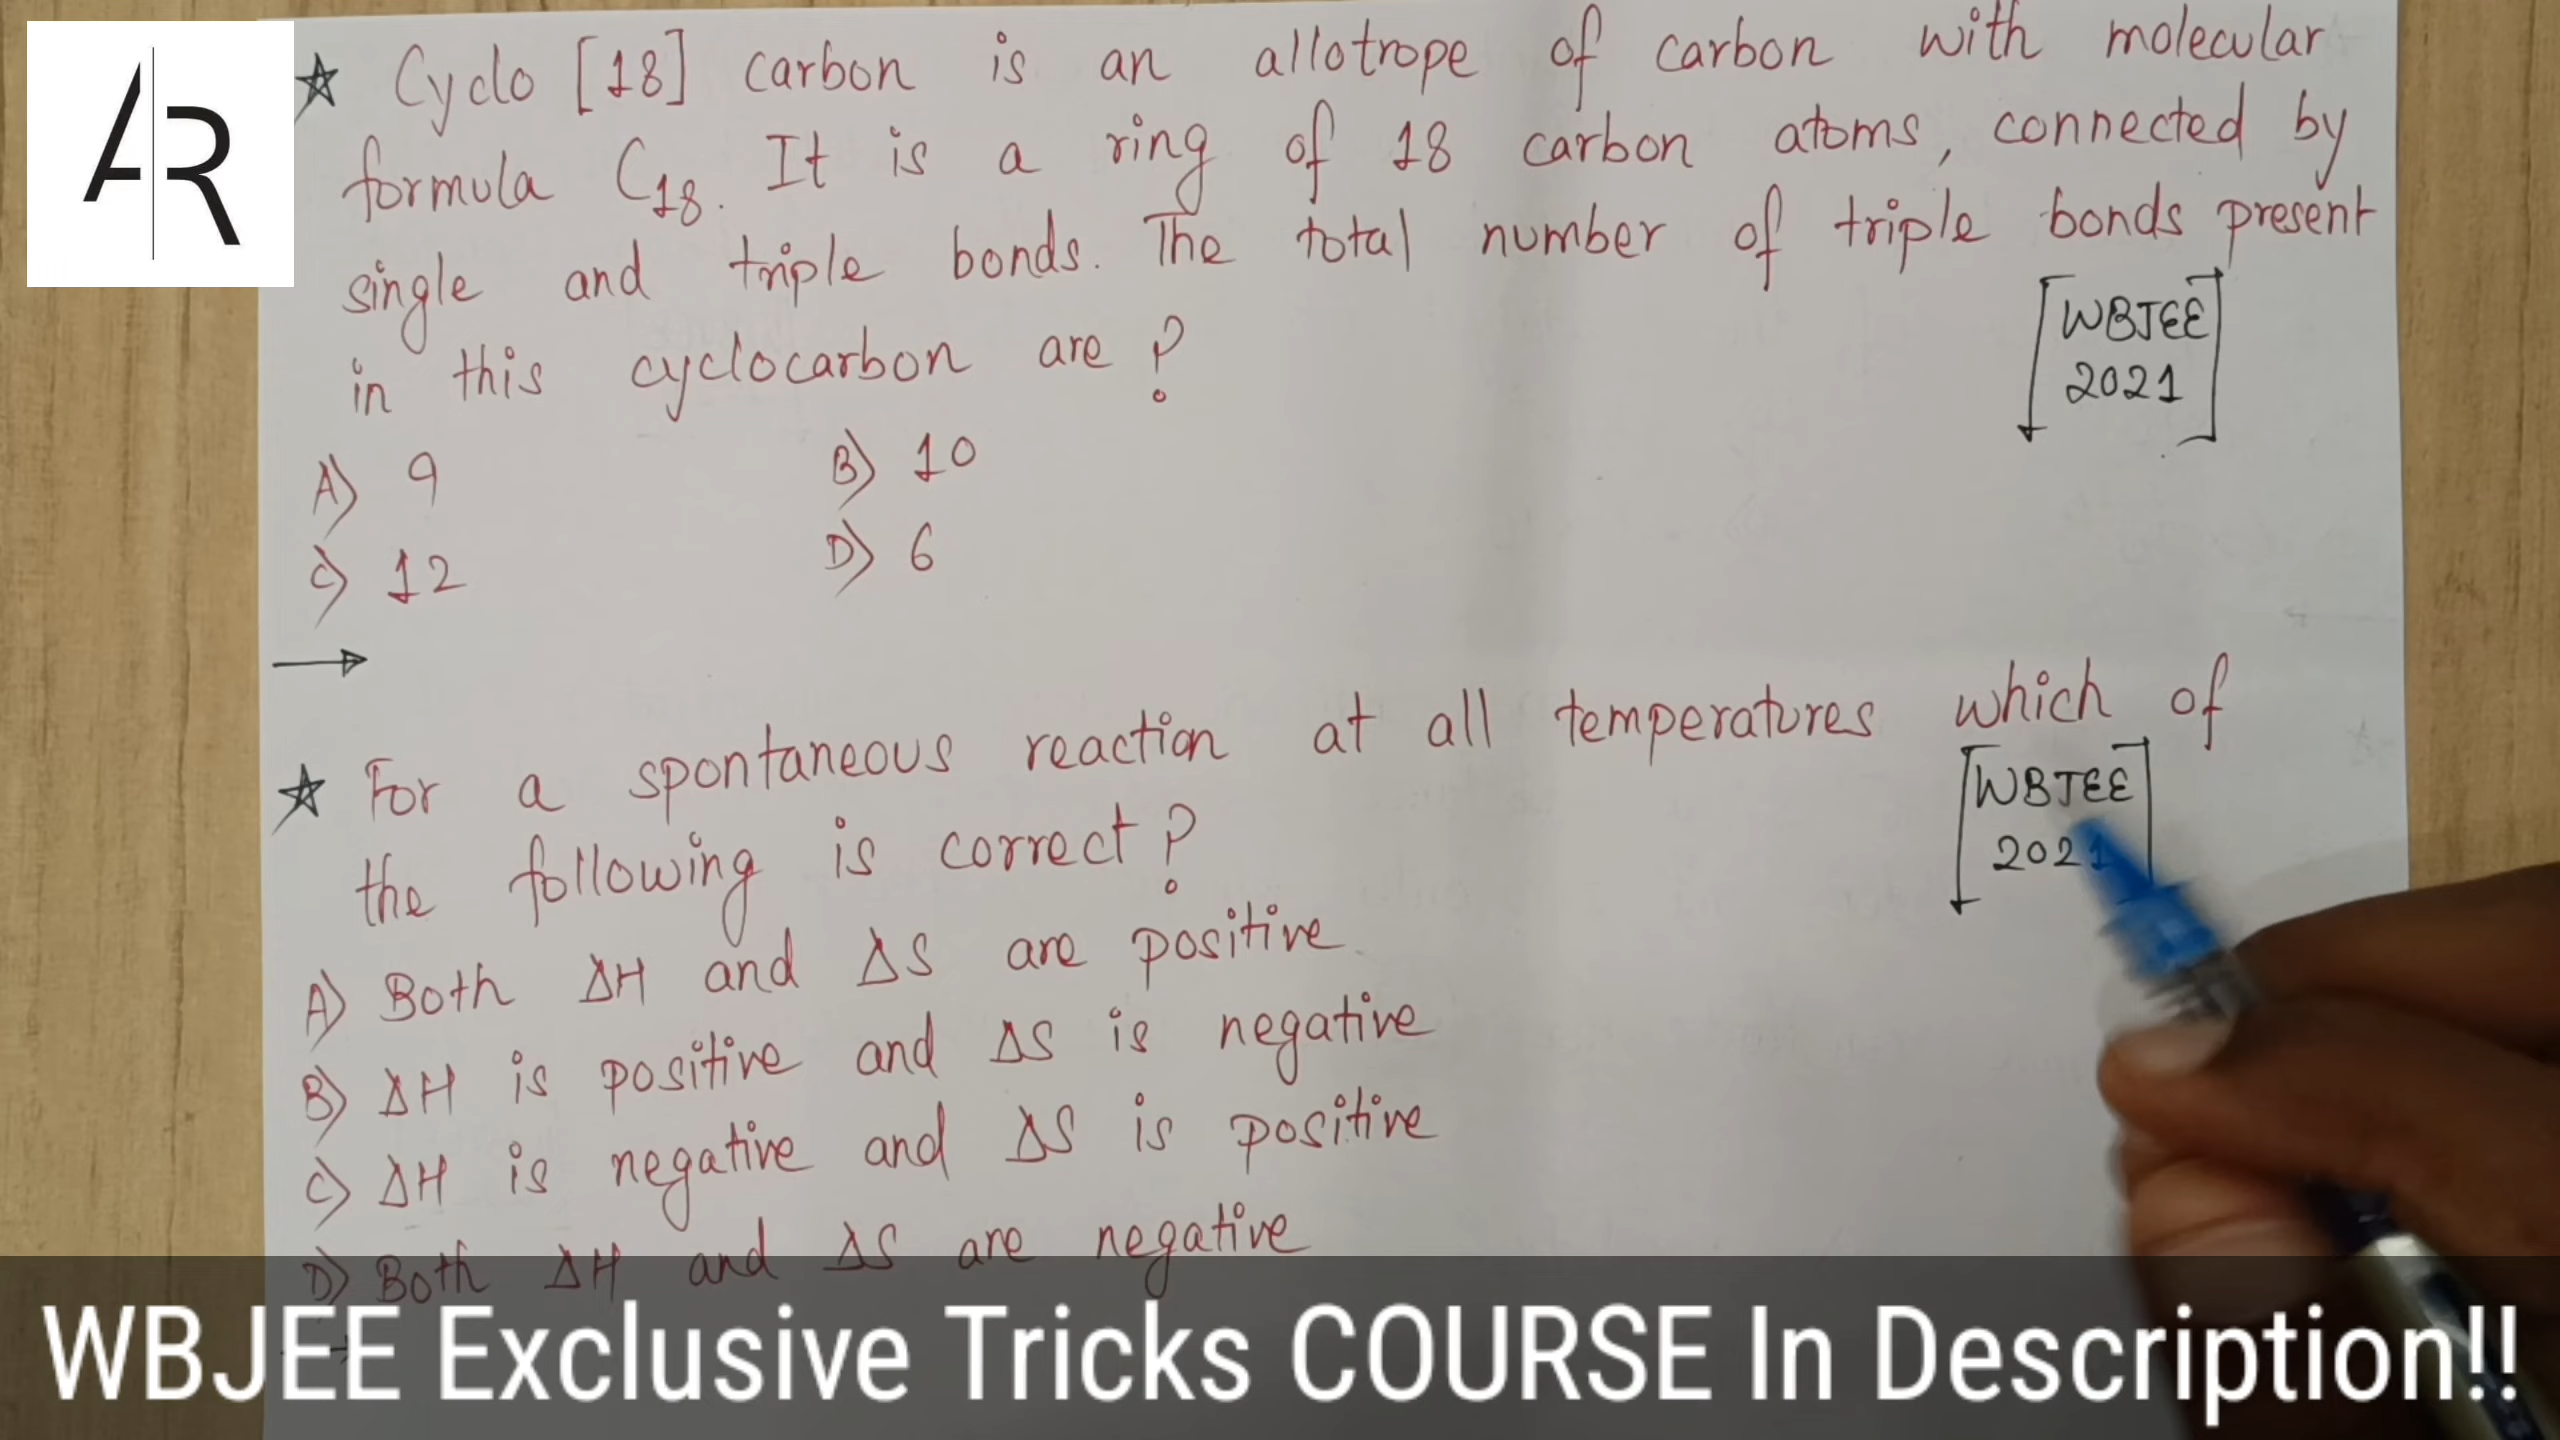 AR
☆ Cyclo [18] carbon is an allotrope of carbon with molecular
formula C₁₈. It is a ring of 18 carbon atoms, connected by
single and triple bonds. The total number of triple bonds present
in this cyclocarbon are ?
[WBJEE
2021]
A) 9 B) 10
C) 12 D) 6
→
☆ For a spontaneous reaction at all temperatures which of
the following is correct ?
[WBJEE
2021]
A) Both ΔH and ΔS are positive
B) ΔH is positive and ΔS is negative
C) ΔH is negative and ΔS is positive
D) Both ΔH and ΔS are negative
WBJEE Exclusive Tricks COURSE In Description!!